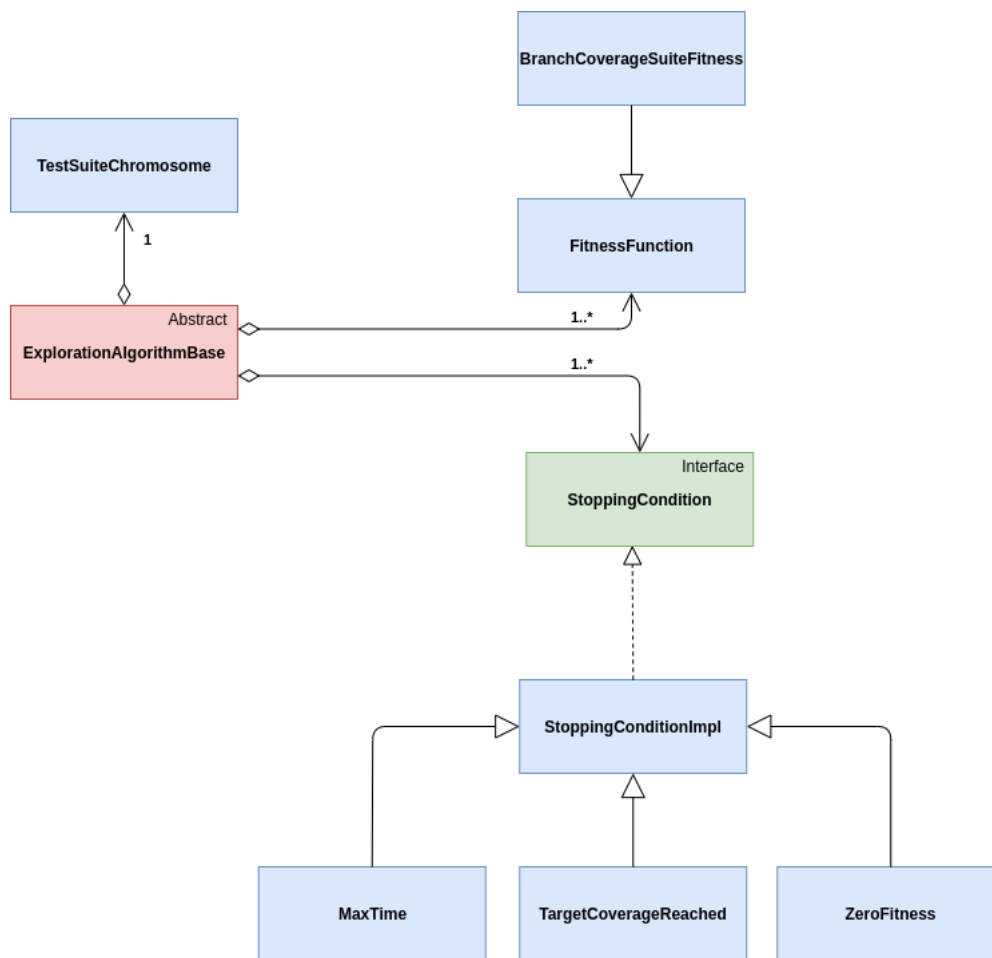 BranchCoverageSuiteFitness
TestSuiteChromosome
1
FitnessFunction
Abstract
ExplorationAlgorithmBase
1..*
1..*
Interface
StoppingCondition
StoppingConditionImpl
MaxTime
TargetCoverageReached
ZeroFitness